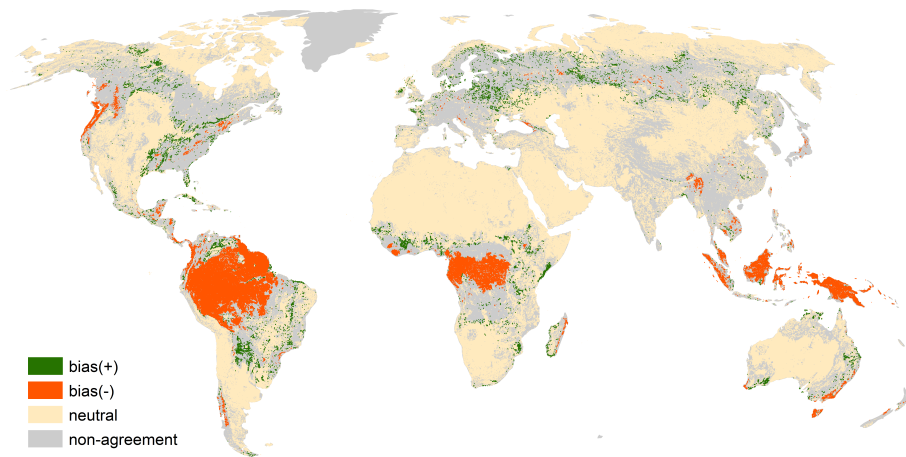 bias(+)
bias(-)
neutral
non-agreement